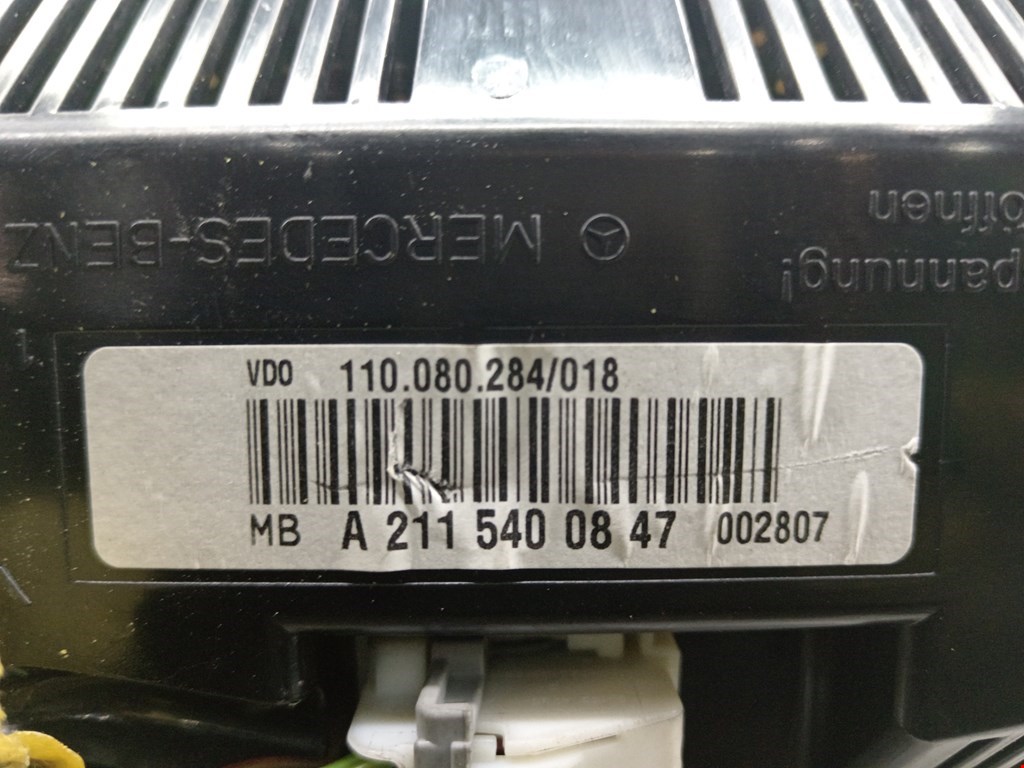 öffnen
pannung!
MERCEDES-BENZ
VDO 110.080.284/018
MB A 211 540 08 47 002807